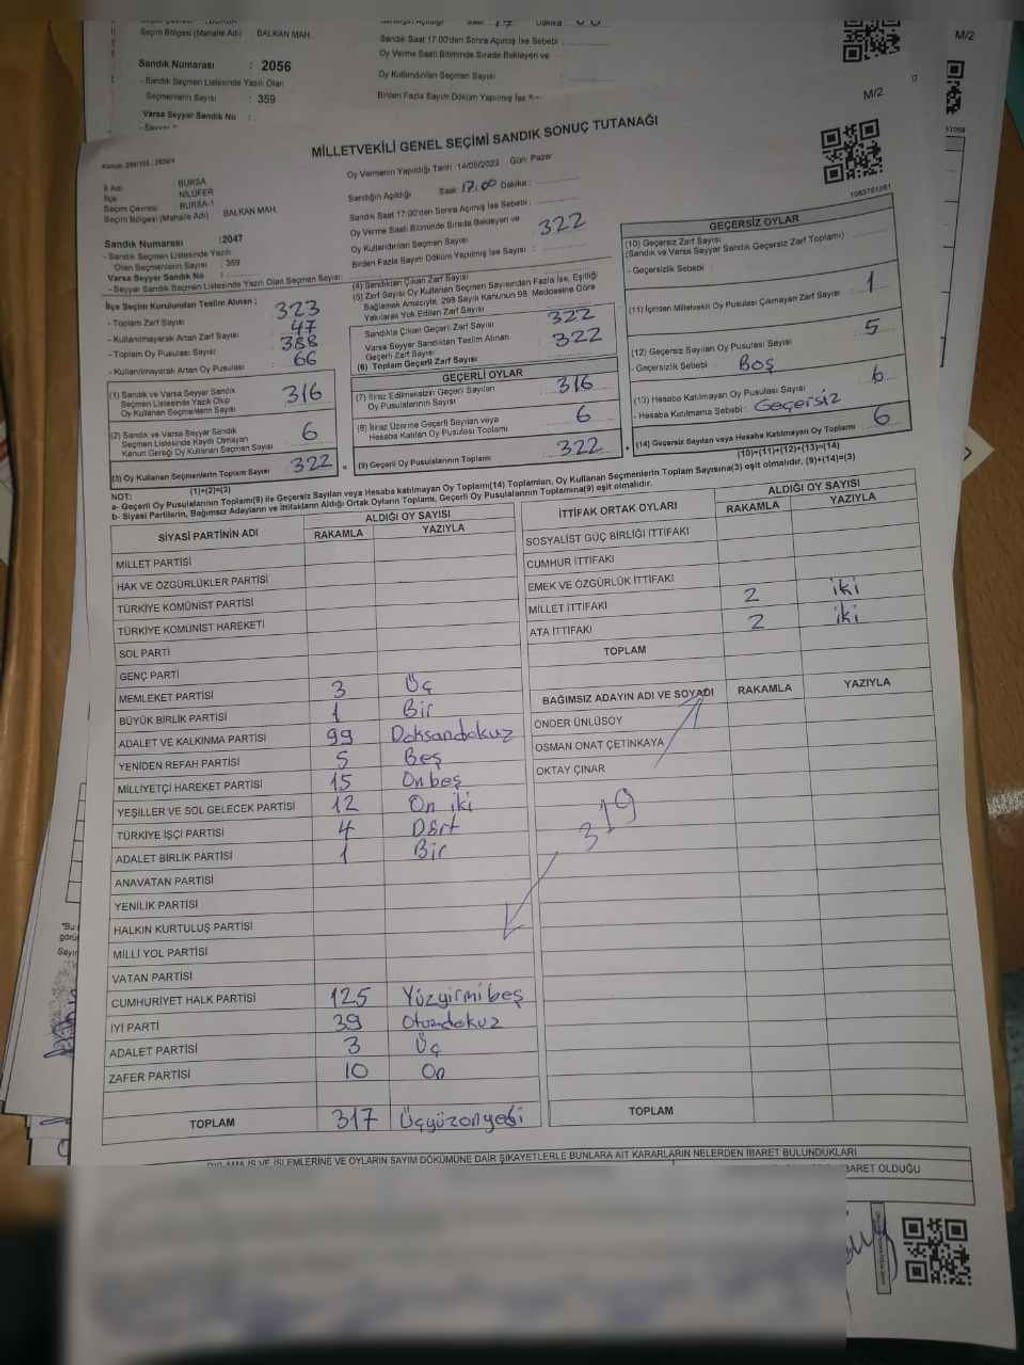 Seçim Bölgesi (Mahalle Adı) BALKAN MAH.
Sandık Numarası : 2056
- Sandık Seçmen Listesinde Yazılı Olan
Seçmenlerin Sayısı : 359
Varsa Seyyar Sandık No :
Sandık Saat 17.00'den Sonra Açılmış İse Sebebi :
Oy Verme Saati Bitiminde Sırada Bekleyen ve
Oy Kullandırılan Seçmen Sayısı
Birden Fazla Sayım Döküm Yapılmış İse
M/2
M/2
MİLLETVEKİLİ GENEL SEÇİMİ SANDIK SONUÇ TUTANAĞI
İl Adı : BURSA
İlçe : NİLÜFER
Seçim Çevresi : BURSA-1
Seçim Bölgesi (Mahalle Adı) BALKAN MAH.
Sandık Numarası : 2047
- Sandık Seçmen Listesinde Yazılı
Olan Seçmenlerin Sayısı : 359
Varsa Seyyar Sandık No :
- Seyyar Sandık Seçmen Listesinde Yazılı Olan Seçmen Sayısı:
Oy Vermenin Yapıldığı Tarih: 14/05/2023 Gün: Pazar
Sandığın Açıldığı Saat: 17.00 Dakika:
Sandık Saat 17.00'den Sonra Açılmış İse Sebebi :
Oy Verme Saati Bitiminde Sırada Bekleyen ve
Oy Kullandırılan Seçmen Sayısı 322
Birden Fazla Sayım Döküm Yapılmış İse Sayısı :
1083751061
İlçe Seçim Kurulundan Teslim Alınan ;
- Toplam Zarf Sayısı 323
- Kullanılmayarak Artan Zarf Sayısı 47
- Toplam Oy Pusulası Sayısı 388
- Kullanılmayarak Artan Oy Pusulası 66
(1) Sandık ve Varsa Seyyar Sandık
Seçmen Listesinde Yazılı Olup
Oy Kullanan Seçmenlerin Sayısı 316
(2) Sandık ve Varsa Seyyar Sandık
Seçmen Listesinde Kaydı Olmayan
Kanun Gereği Oy Kullanan Seçmen Sayısı 6
(3) Oy Kullanan Seçmenlerin Toplam Sayısı 322
(1)+(2)=(3)
(4) Sandıktan Çıkan Zarf Sayısı
(5) Zarf Sayısı Oy Kullanan Seçmen Sayısından Fazla İse, Eşitliği
Sağlamak Amacıyla, 298 Sayılı Kanunun 98. Maddesine Göre
Yakılarak Yok Edilen Zarf Sayısı
Sandıkta Çıkan Geçerli Zarf Sayısı 322
Varsa Seyyar Sandıktan Teslim Alınan
Geçerli Zarf Sayısı
(6) Toplam Geçerli Zarf Sayısı 322
GEÇERLİ OYLAR
(7) İtiraz Edilmeksizin Geçerli Sayılan
Oy Pusulalarının Sayısı 316
(8) İtiraz Üzerine Geçerli Sayılan veya
Hesaba Katılan Oy Pusulası Toplamı 6
(9) Geçerli Oy Pusulalarının Toplamı 322
GEÇERSİZ OYLAR
(10) Geçersiz Zarf Sayısı
(Sandık ve Varsa Seyyar Sandık Geçersiz Zarf Toplamı)
- Geçersizlik Sebebi :
(11) İçinden Milletvekili Oy Pusulası Çıkmayan Zarf Sayısı 1
(12) Geçersiz Sayılan Oy Pusulası Sayısı 5
- Geçersizlik Sebebi : Boş
(13) Hesaba Katılmayan Oy Pusulası Sayısı 6
- Hesaba Katılmama Sebebi : Geçersiz
(14) Geçersiz Sayılan veya Hesaba Katılmayan Oy Toplamı 6
(10)+(11)+(12)+(13)=(14)
NOT:
a- Geçerli Oy Pusulalarının Toplamı(9) ile Geçersiz Sayılan veya Hesaba katılmayan Oy Toplamı(14) Toplamları, Oy Kullanan Seçmenlerin Toplam Sayısına(3) eşit olmalıdır. (9)+(14)=(3)
b- Siyasi Partilerin, Bağımsız Adayların ve İttifakların Aldığı Ortak Oyların Toplamı, Geçerli Oy Pusulalarının Toplamına(9) eşit olmalıdır.
SİYASİ PARTİNİN ADI ALDIĞI OY SAYISI
RAKAMLA YAZIYLA
MİLLET PARTİSİ
HAK VE ÖZGÜRLÜKLER PARTİSİ
TÜRKİYE KOMÜNİST PARTİSİ
TÜRKİYE KOMÜNİST HAREKETİ
SOL PARTİ
GENÇ PARTİ
MEMLEKET PARTİSİ 3 Üç
BÜYÜK BİRLİK PARTİSİ 1 Bir
ADALET VE KALKINMA PARTİSİ 99 Doksandokuz
YENİDEN REFAH PARTİSİ 5 Beş
MİLLİYETÇİ HAREKET PARTİSİ 15 Onbeş
YEŞİLLER VE SOL GELECEK PARTİSİ 12 On iki
TÜRKİYE İŞÇİ PARTİSİ 4 Dört
ADALET BİRLİK PARTİSİ 1 Bir
ANAVATAN PARTİSİ
YENİLİK PARTİSİ
HALKIN KURTULUŞ PARTİSİ
MİLLİ YOL PARTİSİ
VATAN PARTİSİ
CUMHURİYET HALK PARTİSİ 125 Yüzyirmibeş
İYİ PARTİ 39 Otuzdokuz
ADALET PARTİSİ 3 Üç
ZAFER PARTİSİ 10 On
TOPLAM 317 Üçyüzonyedi
İTTİFAK ORTAK OYLARI ALDIĞI OY SAYISI
RAKAMLA YAZIYLA
SOSYALİST GÜÇ BİRLİĞİ İTTİFAKI
CUMHUR İTTİFAKI
EMEK VE ÖZGÜRLÜK İTTİFAKI
MİLLET İTTİFAKI 2 iki
ATA İTTİFAKI 2 iki
TOPLAM
BAĞIMSIZ ADAYIN ADI VE SOYADI RAKAMLA YAZIYLA
ÖNDER ÜNLÜSOY
OSMAN ONAT ÇETİNKAYA
OKTAY ÇINAR
319
TOPLAM
İŞ VE İŞLEMLERİNE VE OYLARIN SAYIM DÖKÜMÜNE DAİR ŞİKAYETLERLE BUNLARA AİT KARARLARIN NELERDEN İBARET BULUNDUKLARI
BARET OLDUĞU